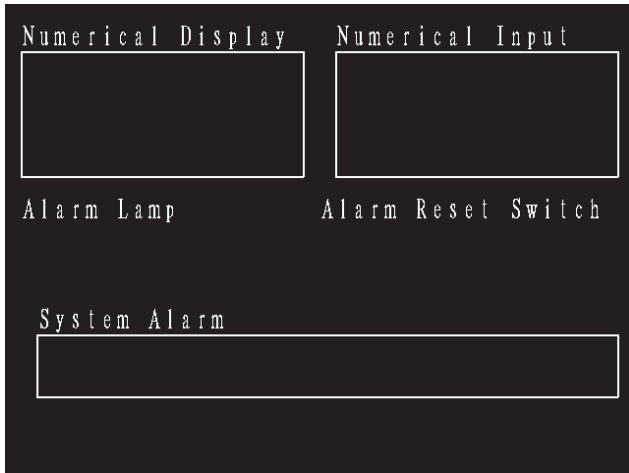 Numerical Display
Numerical Input
Alarm Lamp
Alarm Reset Switch
System Alarm